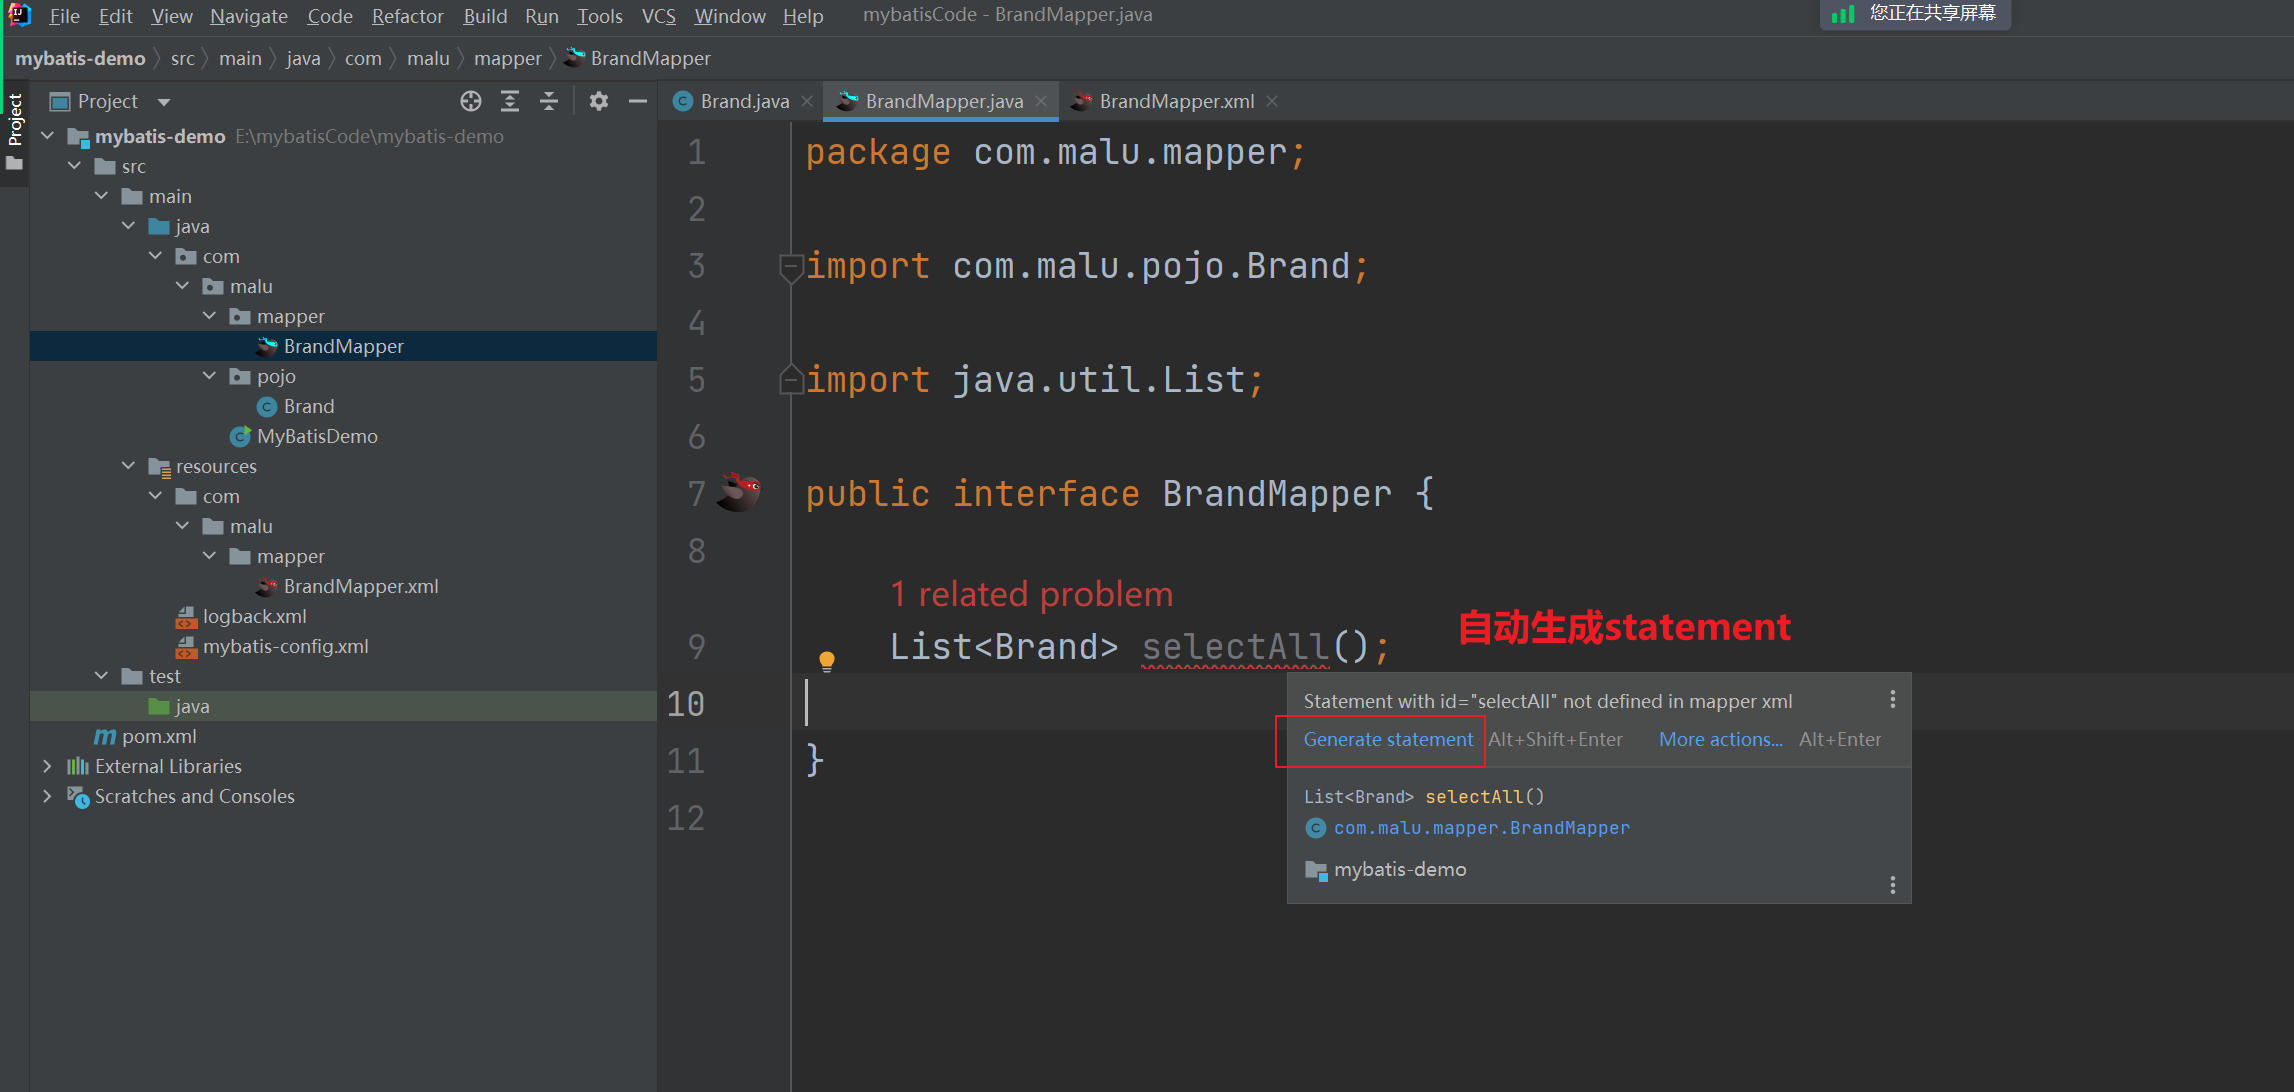 File Edit View Navigate Code Refactor Build Run Tools VCS Window Help mybatisCode - BrandMapper.java 您正在共享屏幕
mybatis-demo src main java com malu mapper BrandMapper
Project
Project
Brand.java BrandMapper.java BrandMapper.xml
mybatis-demo E:\mybatisCode\mybatis-demo
src
main
java
com
malu
mapper
BrandMapper
pojo
Brand
MyBatisDemo
resources
com
malu
mapper
BrandMapper.xml
logback.xml
mybatis-config.xml
test
java
pom.xml
External Libraries
Scratches and Consoles
1 package com.malu.mapper;
2
3 import com.malu.pojo.Brand;
4
5 import java.util.List;
6
7 public interface BrandMapper {
8
1 related problem
9 List<Brand> selectAll();
自动生成statement
10
11 }
12
Statement with id="selectAll" not defined in mapper xml
Generate statement Alt+Shift+Enter More actions... Alt+Enter
List<Brand> selectAll()
com.malu.mapper.BrandMapper
mybatis-demo